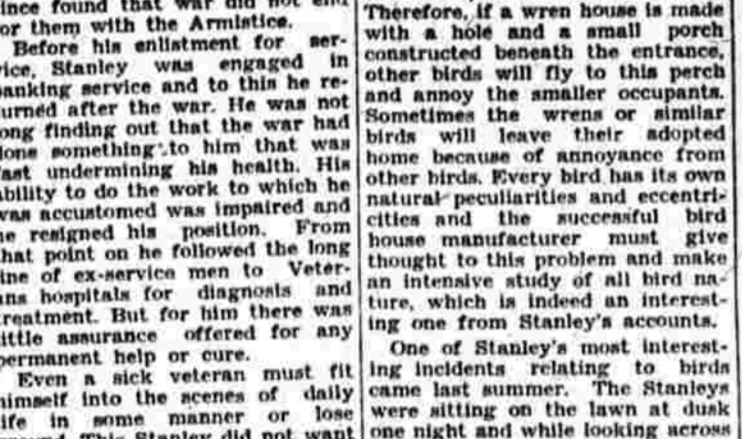 found that war did not end
or them with the Armistice.
Before his enlistment for ser-
vice, Stanley was engaged in
banking service and to this he re-
turned after the war. He was not
long finding out that the war had
done something to him that was
fast undermining his health. His
ability to do the work to which he
was accustomed was impaired and
he resigned his position. From
that point on he followed the long
line of ex-service men to Veter-
ans hospitals for diagnosis and
treatment. But for him there was
little assurance offered for any
permanent help or cure.
Even a sick veteran must fit
himself into the scenes of daily
life in some manner or lose
This Stanley did not want
Therefore, if a wren house is made
with a hole and a small porch
constructed beneath the entrance,
other birds will fly to this perch
and annoy the smaller occupants.
Sometimes the wrens or similar
birds will leave their adopted
home because of annoyance from
other birds. Every bird has its own
natural peculiarities and eccentri-
cities and the successful bird
house manufacturer must give
thought to this problem and make
an intensive study of all bird na-
ture, which is indeed an interest-
ing one from Stanley's accounts.
One of Stanley's most interest-
ing incidents relating to birds
came last summer. The Stanleys
were sitting on the lawn at dusk
one night and while looking across